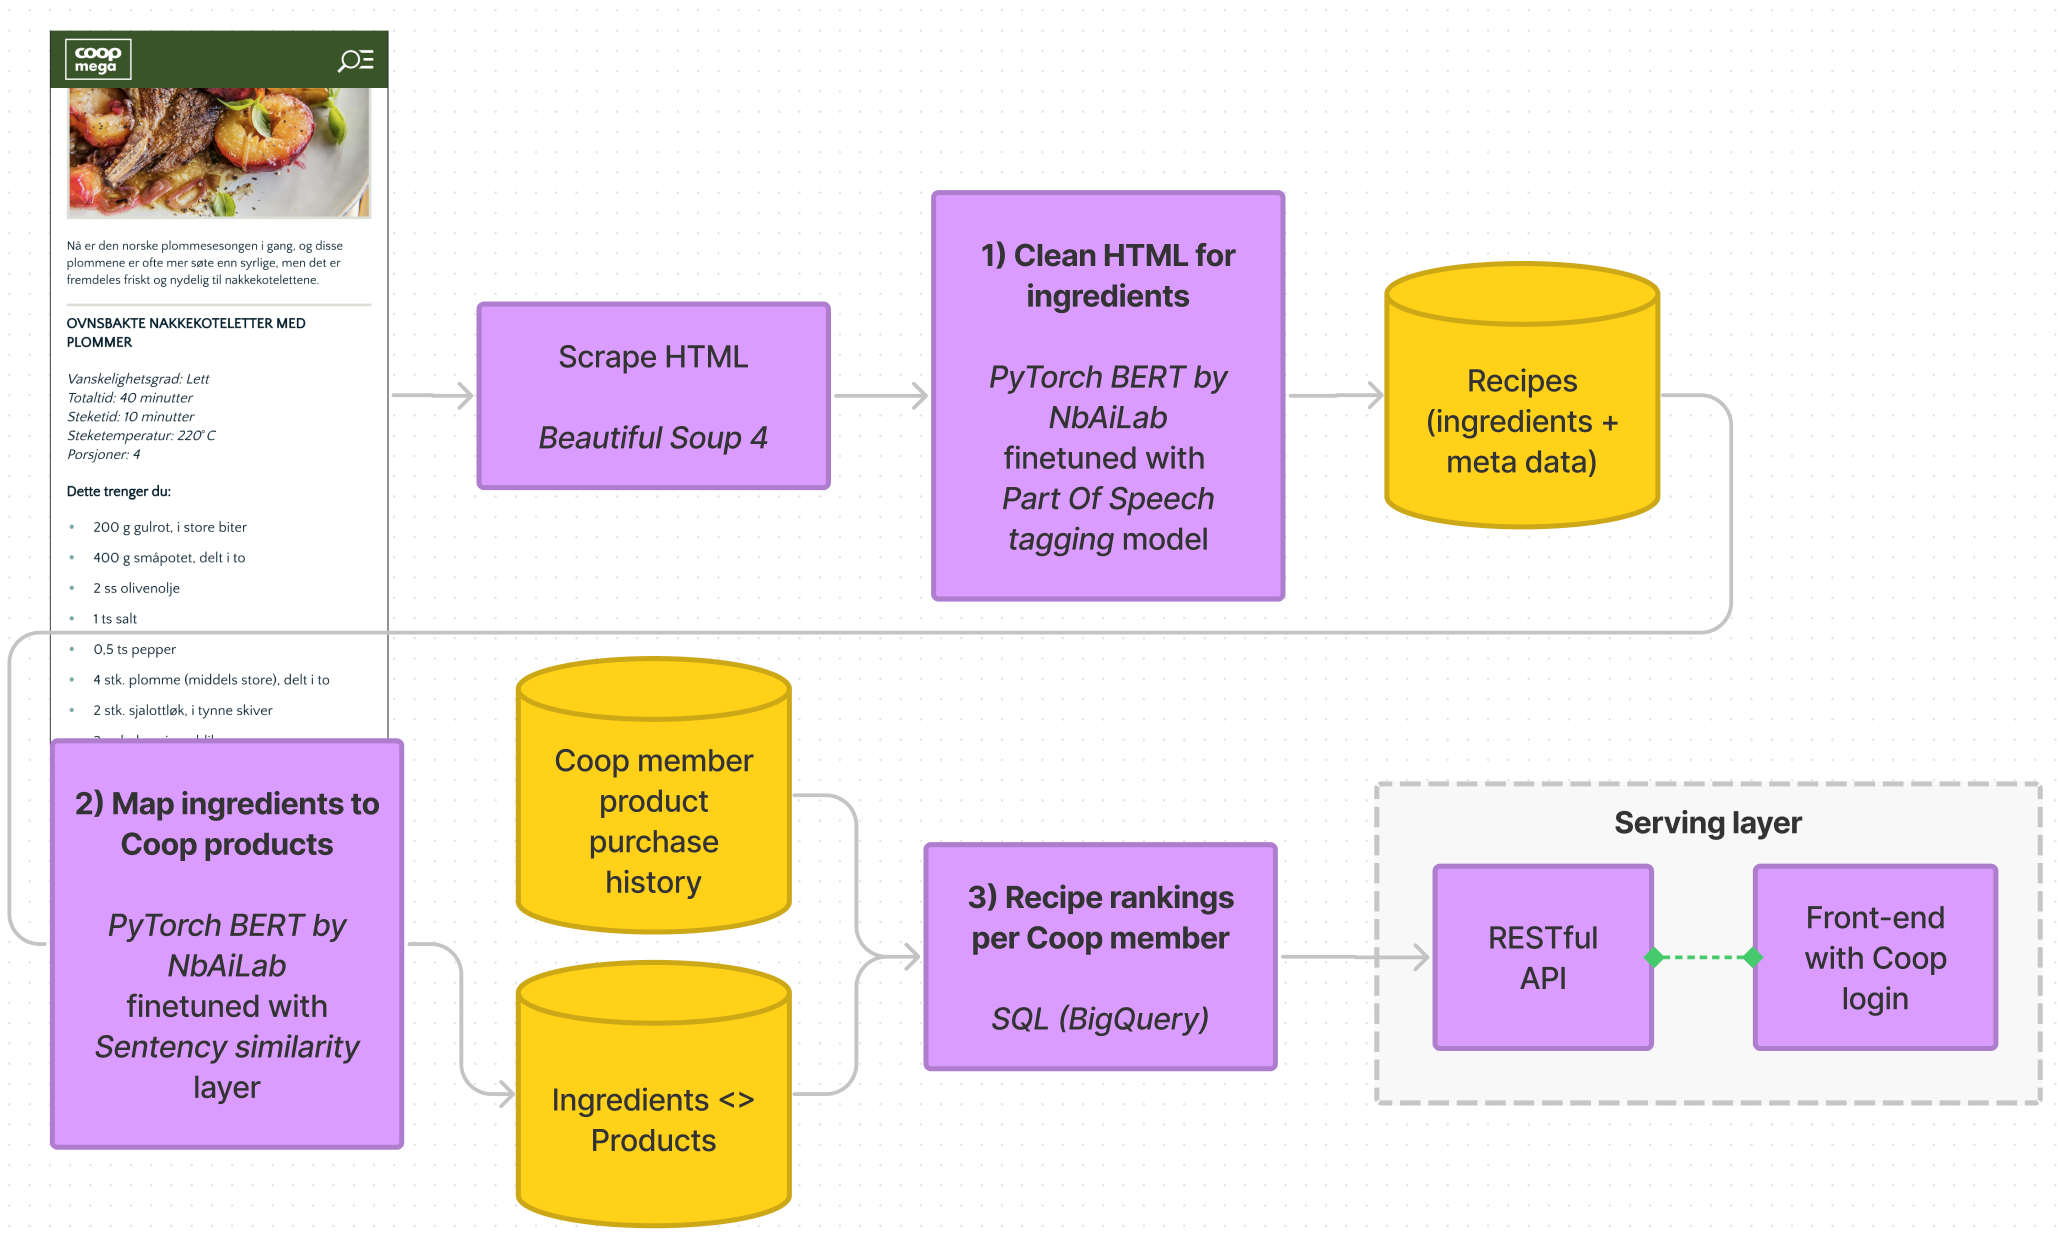 coop
mega
Nå er den norske plommesesongen i gang, og disse
plommene er ofte mer søte enn syrlige, men det er
fremdeles friskt og nydelig til nakkekotelettene.
OVNSBAKTE NAKKEKOTELETTER MED
PLOMMER
Vanskelighetsgrad: Lett
Totaltid: 40 minutter
Steketid: 10 minutter
Steketemperatur: 220°C
Porsjoner: 4
Dette trenger du:
200 g gulrot, i store biter
400 g småpotet, delt i to
2 ss olivenolje
1 ts salt
0,5 ts pepper
4 stk. plomme (middels store), delt i to
2 stk. sjalottløk, i tynne skiver
Scrape HTML
Beautiful Soup 4
1) Clean HTML for
ingredients
PyTorch BERT by
NbAiLab
finetuned with
Part Of Speech
tagging model
Recipes
(ingredients +
meta data)
2) Map ingredients to
Coop products
PyTorch BERT by
NbAiLab
finetuned with
Sentency similarity
layer
Coop member
product
purchase
history
Ingredients <>
Products
3) Recipe rankings
per Coop member
SQL (BigQuery)
Serving layer
RESTful
API
Front-end
with Coop
login